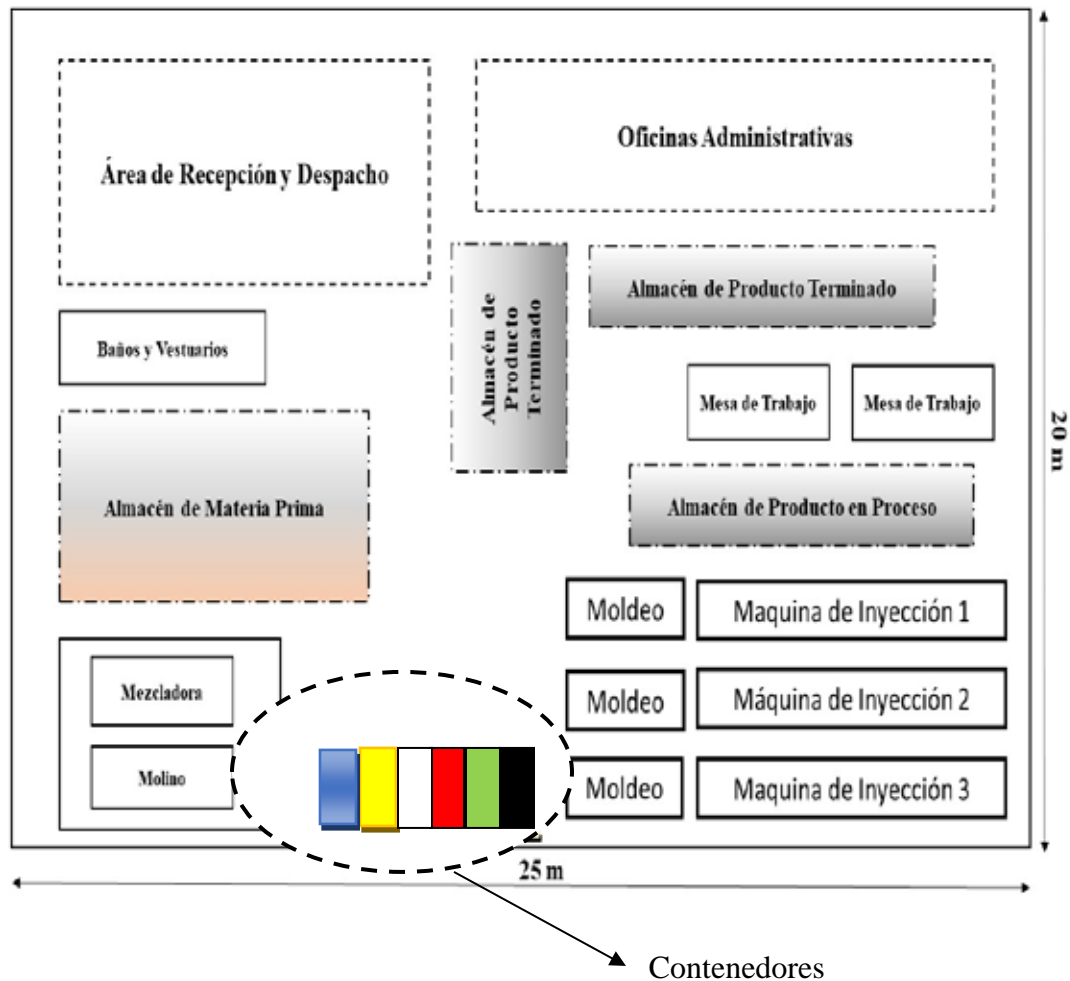 Área de Recepción y Despacho
Oficinas Administrativas
Almacén de
Producto
Terminado
Almacén de Producto Terminado
Baños y Vestuarios
Mesa de Trabajo
Mesa de Trabajo
20 m
Almacén de Materia Prima
Almacén de Producto en Proceso
Moldeo
Maquina de Inyección 1
Mezcladora
Moldeo
Máquina de Inyección 2
Molino
Moldeo
Maquina de Inyección 3
25 m
Contenedores